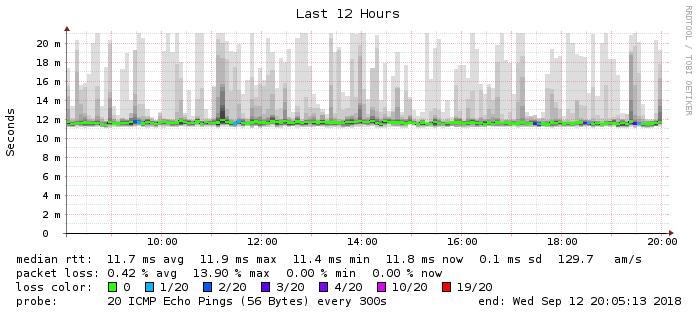 Last 12 Hours
RRDTOOL / TOBI OETIKER
Seconds
20 m
18 m
16 m
14 m
12 m
10 m
8 m
6 m
4 m
2 m
0
10:00 12:00 14:00 16:00 18:00 20:00
median rtt: 11.7 ms avg 11.9 ms max 11.4 ms min 11.8 ms now 0.1 ms sd 129.7 am/s
packet loss: 0.42 % avg 13.90 % max 0.00 % min 0.00 % now
loss color: 0 1/20 2/20 3/20 4/20 10/20 19/20
probe: 20 ICMP Echo Pings (56 Bytes) every 300s end: Wed Sep 12 20:05:13 2018